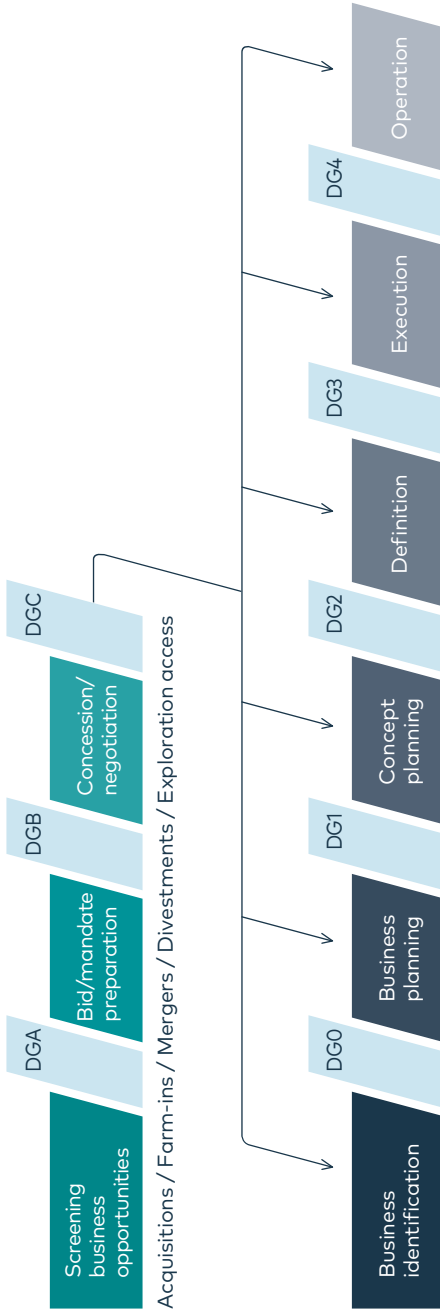 Screening
business
opportunities
DGA
Bid/mandate
preparation
DGB
Concession/
negotiation
DGC
Acquisitions / Farm-ins / Mergers / Divestments / Exploration access
Business
identification
DG0
Business
planning
DG1
Concept
planning
DG2
Definition
DG3
Execution
DG4
Operation